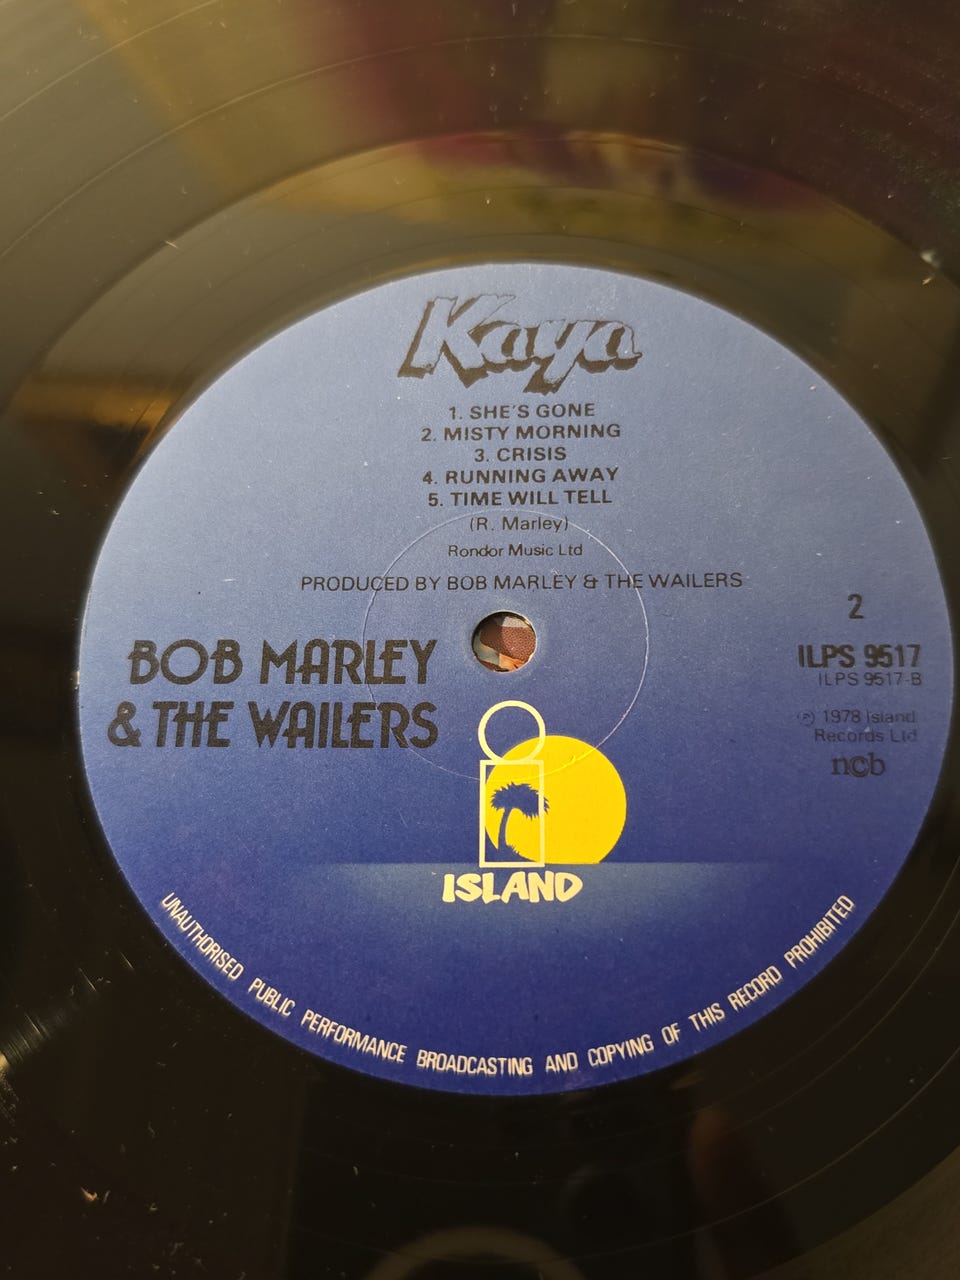 Kaya
1. SHE'S GONE
2. MISTY MORNING
3. CRISIS
4. RUNNING AWAY
5. TIME WILL TELL
(R. Marley)
Rondor Music Ltd
PRODUCED BY BOB MARLEY & THE WAILERS
BOB MARLEY
& THE WAILERS
2
ILPS 9517
ILPS 9517-B
℗ 1978 Island
Records Ltd
ncb
ISLAND
UNAUTHORISED PUBLIC PERFORMANCE BROADCASTING AND COPYING OF THIS RECORD PROHIBITED